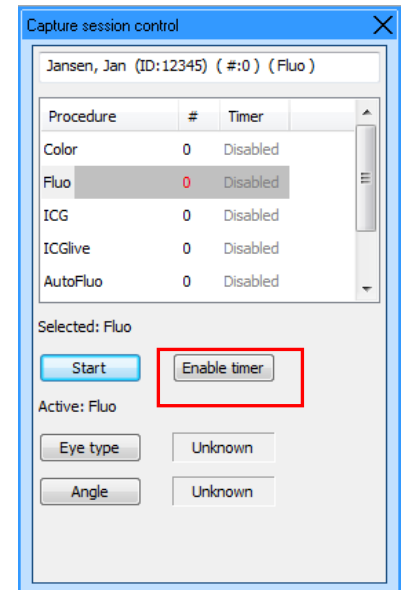 Capture session control
Jansen, Jan (ID:12345) ( #:0 ) ( Fluo )
Procedure # Timer
Color 0 Disabled
Fluo 0 Disabled
ICG 0 Disabled
ICGlive 0 Disabled
AutoFluo 0 Disabled
Selected: Fluo
Start Enable timer
Active: Fluo
Eye type Unknown
Angle Unknown